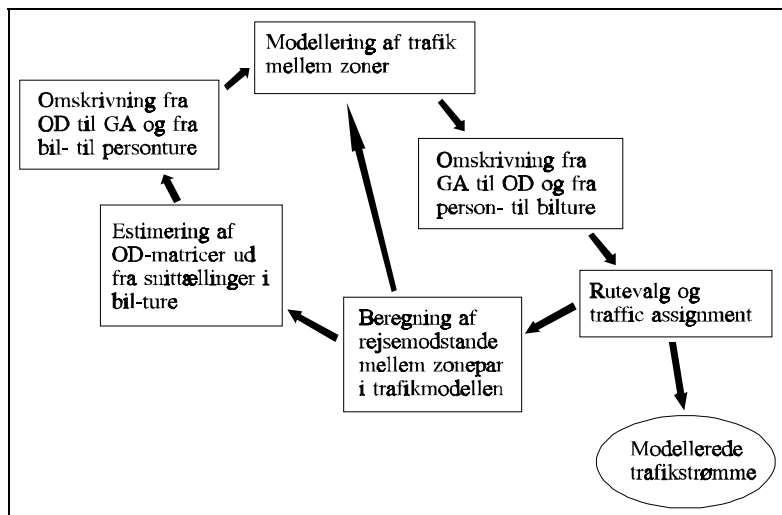 Modellering af trafik
mellem zoner
Omskrivning fra
OD til GA og fra
bil- til personture
Omskrivning fra
GA til OD og fra
person- til bilture
Estimering af
OD-matricer ud
fra snittællinger i
bil-ture
Rutevalg og
traffic assignment
Beregning af
rejsemodstande
mellem zonepar
i trafikmodellen
Modellerede
trafikstrømme